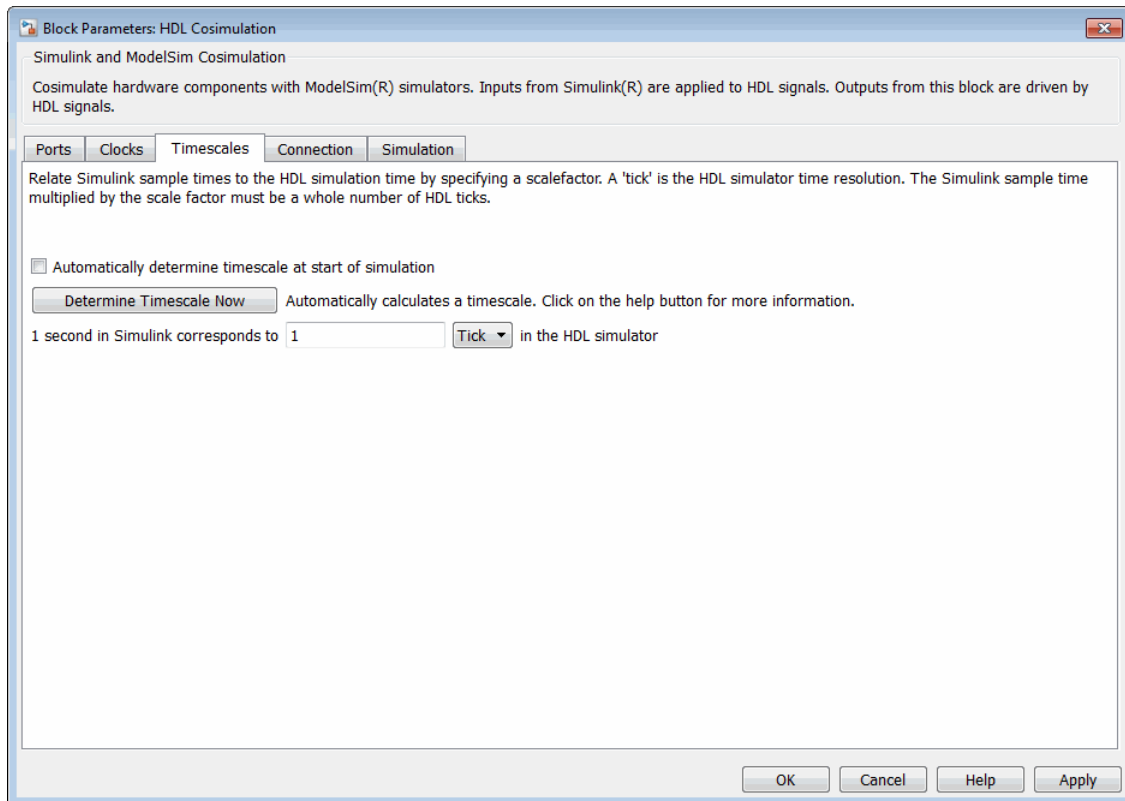 Block Parameters: HDL Cosimulation
Simulink and ModelSim Cosimulation
Cosimulate hardware components with ModelSim(R) simulators. Inputs from Simulink(R) are applied to HDL signals. Outputs from this block are driven by
HDL signals.
Ports Clocks Timescales Connection Simulation
Relate Simulink sample times to the HDL simulation time by specifying a scalefactor. A 'tick' is the HDL simulator time resolution. The Simulink sample time
multiplied by the scale factor must be a whole number of HDL ticks.
Automatically determine timescale at start of simulation
Determine Timescale Now Automatically calculates a timescale. Click on the help button for more information.
1 second in Simulink corresponds to 1 Tick in the HDL simulator
OK Cancel Help Apply